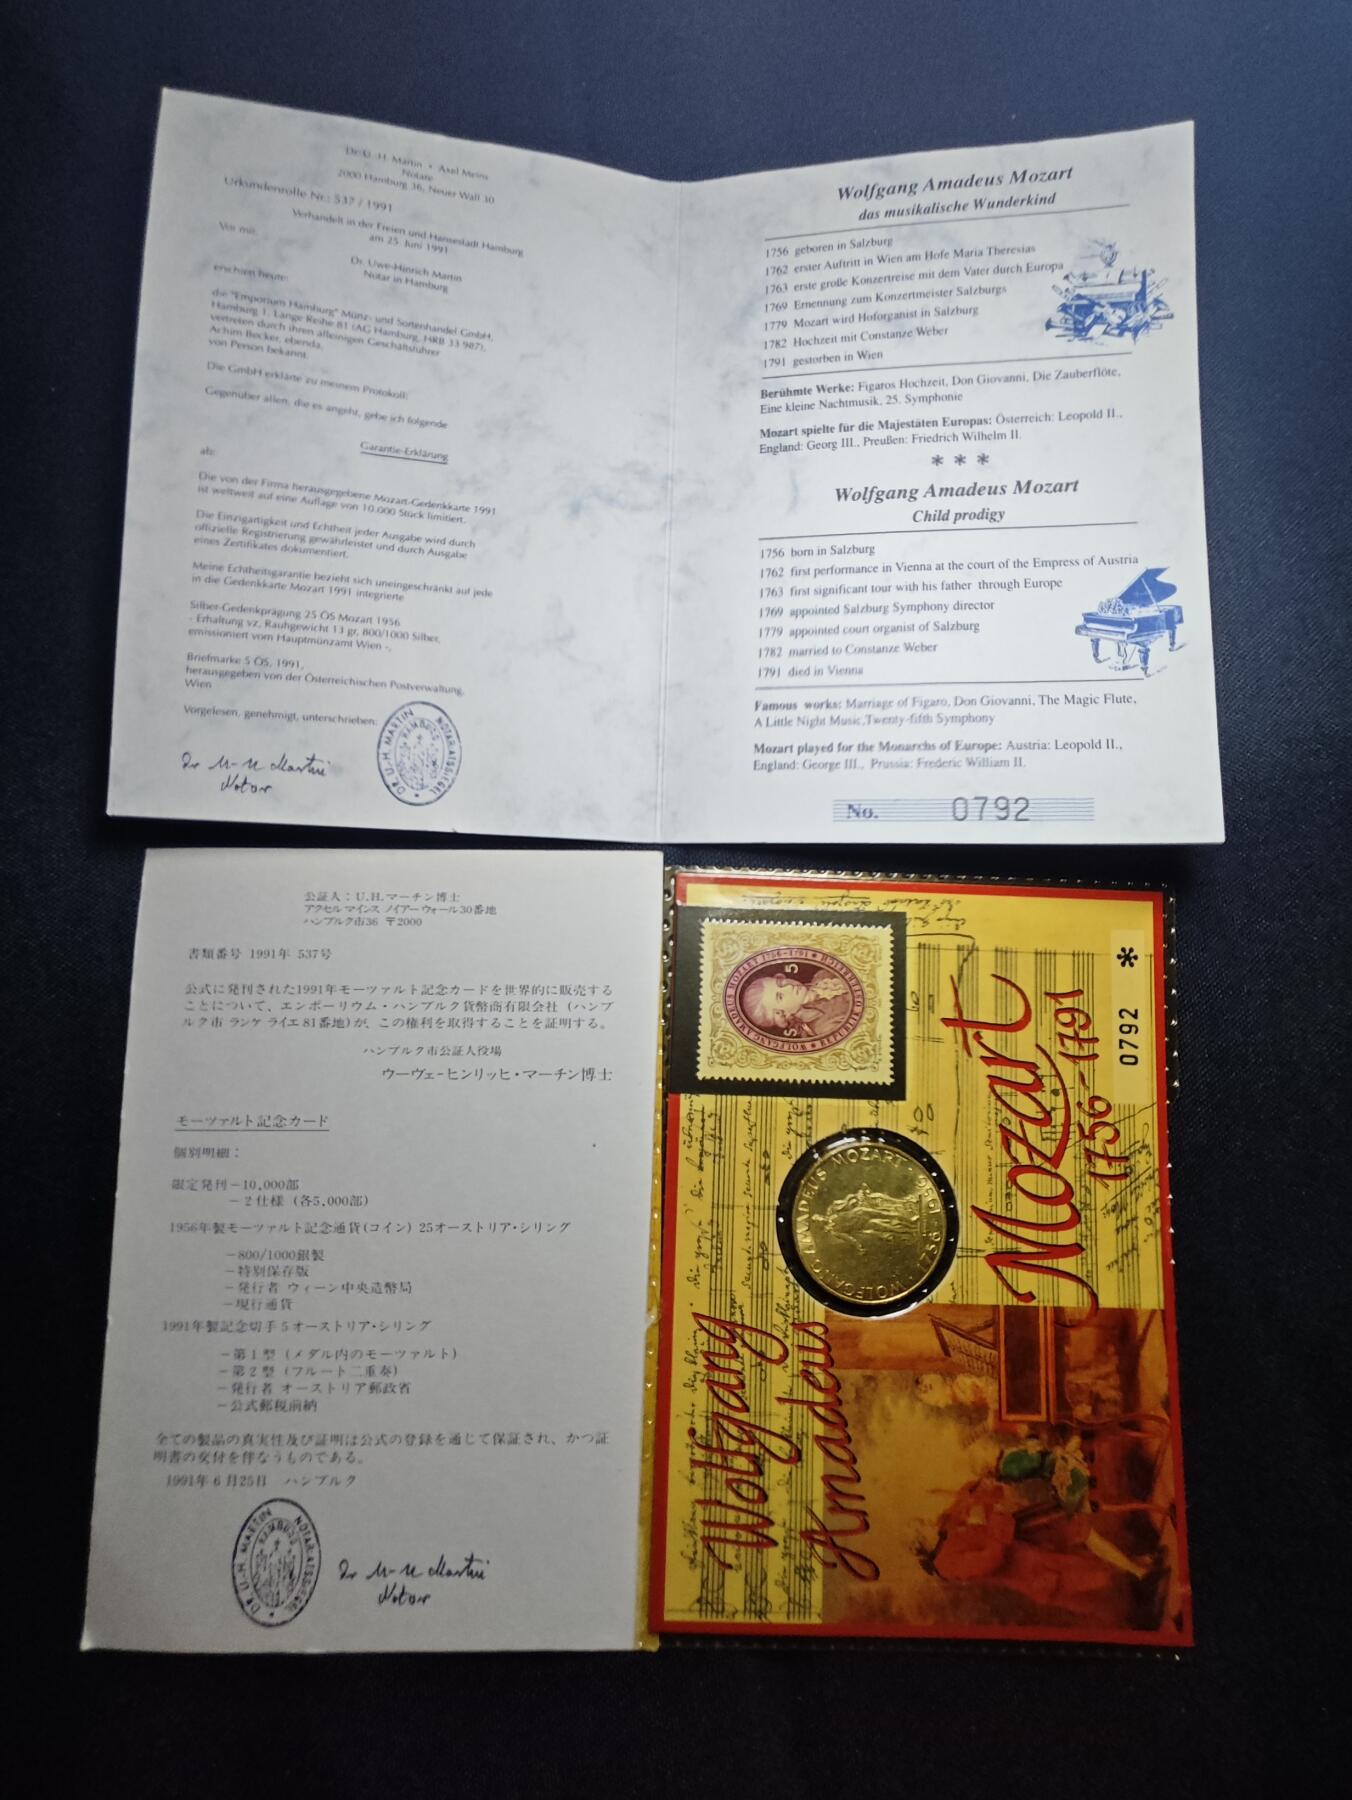 Dr. U. H. Martin • Axel Meins
Notare
2000 Hamburg 36, Neuer Wall 30
Urkundenrolle Nr.: 537 / 1991
Verhandelt in der Freien und Hansestadt Hamburg
am 25. Juni 1991
Vor mir,
Dr. Uwe-Hinrich Martin
Notar in Hamburg
erschien heute:
die "Emporium Hamburg" Münz- und Sortenhandel GmbH,
Hamburg 1, Lange Reihe 81 (AG Hamburg, HRB 33 987),
vertreten durch ihren alleinigen Geschäftsführer
Achim Becker, ebenda,
von Person bekannt.
Die GmbH erklärte zu meinem Protokoll:
Gegenüber allen, die es angeht, gebe ich folgende
Garantie-Erklärung
ab:
Die von der Firma herausgegebene Mozart-Gedenkkarte 1991
ist weltweit auf eine Auflage von 10.000 Stück limitiert.
Die Einzigartigkeit und Echtheit jeder Ausgabe wird durch
offizielle Registrierung gewährleistet und durch Ausgabe
eines Zertifikates dokumentiert.
Meine Echtheitsgarantie bezieht sich uneingeschränkt auf jede
in die Gedenkkarte Mozart 1991 integrierte
Silber-Gedenkprägung 25 ÖS Mozart 1956
- Erhaltung vz, Rauhgewicht 13 gr, 800/1000 Silber,
emissioniert vom Hauptmünzamt Wien -,
Briefmarke 5 ÖS, 1991,
herausgegeben von der Österreichischen Postverwaltung,
Wien
Vorgelesen, genehmigt, unterschrieben:
DR. U.-H. MARTIN NOTARIATSSIEGEL
Notar
Wolfgang Amadeus Mozart
das musikalische Wunderkind
1756 geboren in Salzburg
1762 erster Auftritt in Wien am Hofe Maria Theresias
1763 erste große Konzertreise mit dem Vater durch Europa
1769 Ernennung zum Konzertmeister Salzburgs
1779 Mozart wird Hoforganist in Salzburg
1782 Hochzeit mit Constanze Weber
1791 gestorben in Wien
Berühmte Werke: Figaros Hochzeit, Don Giovanni, Die Zauberflöte,
Eine kleine Nachtmusik, 25. Symphonie
Mozart spielte für die Majestäten Europas: Österreich: Leopold II.,
England: Georg III., Preußen: Friedrich Wilhelm II.
* * *
Wolfgang Amadeus Mozart
Child prodigy
1756 born in Salzburg
1762 first performance in Vienna at the court of the Empress of Austria
1763 first significant tour with his father through Europe
1769 appointed Salzburg Symphony director
1779 appointed court organist of Salzburg
1782 married to Constanze Weber
1791 died in Vienna
Famous works: Marriage of Figaro, Don Giovanni, The Magic Flute,
A Little Night Music,Twenty-fifth Symphony
Mozart played for the Monarchs of Europe: Austria: Leopold II.,
England: George III., Prussia: Frederic William II.
No. 0792
公証人：U.H.マーチン博士
アクセル マインス ノイアー ウォール30番地
ハンブルク市36 〒2000
書類番号 1991年 537号
公式に発刊された1991年モーツァルト記念カードを世界的に販売する
ことについて、エンポーリウム・ハンブルク貨幣商有限会社 (ハンブ
ルク市 ランゲ ライエ 81番地)が、この権利を取得することを証明する。
ハンブルク市公証人役場
ウーヴェ-ヒンリッヒ・マーチン博士
モーツァルト記念カード
個別明細：
限定発刊－10,000部
－2仕様 (各5,000部)
1956年製モーツァルト記念通貨(コイン) 25オーストリア・シリング
－800/1000銀製
－特別保存版
－発行者 ウィーン中央造幣局
－現行通貨
1991年製記念切手 5 オーストリア・シリング
－第1型 (メダル内のモーツァルト)
－第2型 (フルート二重奏)
－発行者 オーストリア郵政省
－公式郵税前納
全ての製品の真実性及び証明は公式の登録を通じて保証され、かつ証
明書の交付を伴なうものである。
1991年 6 月25日 ハンブルク
DR. U.-H. MARTIN NOTARIATSSIEGEL
Notar
WOLFGANG AMADEUS MOZART 1756-1791 ★ REPUBLIK ÖSTERREICH ★
S 5
WOLFGANG AMADEUS MOZART 1756 1956
Wolfgang
Amadeus
Mozart
1756-1791
0792 *